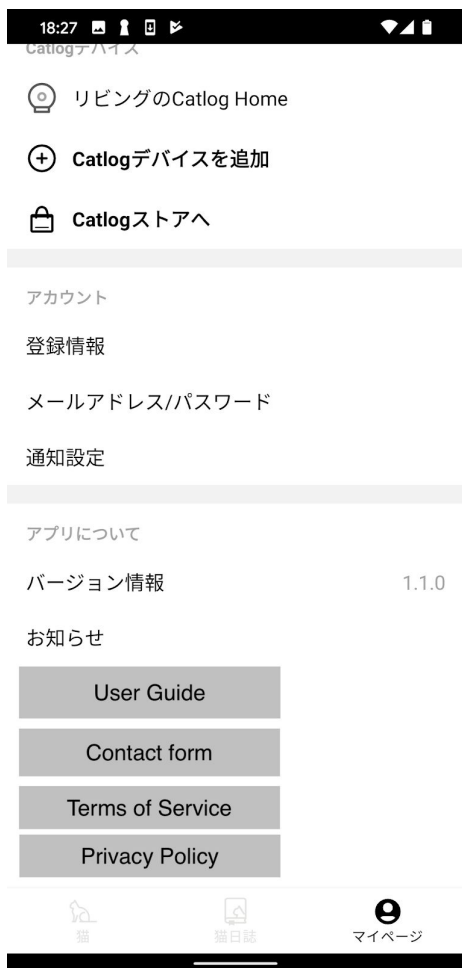 18:27
Catlogデバイス
リビングのCatlog Home
Catlogデバイスを追加
Catlogストアへ
アカウント
登録情報
メールアドレス/パスワード
通知設定
アプリについて
バージョン情報 1.1.0
お知らせ
User Guide
Contact form
Terms of Service
Privacy Policy
猫 猫日誌 マイページ